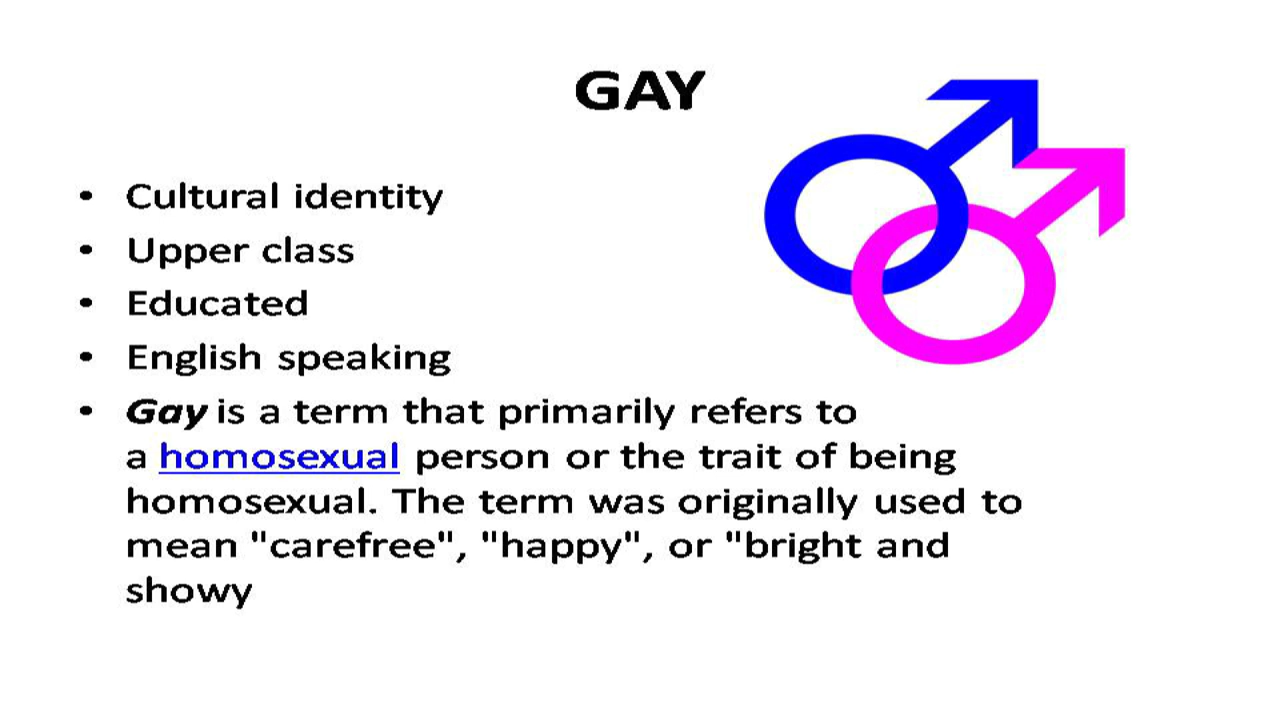 GAY
• Cultural identity
• Upper class
• Educated
• English speaking
• Gay is a term that primarily refers to
a homosexual person or the trait of being
homosexual. The term was originally used to
mean "carefree", "happy", or "bright and
showy